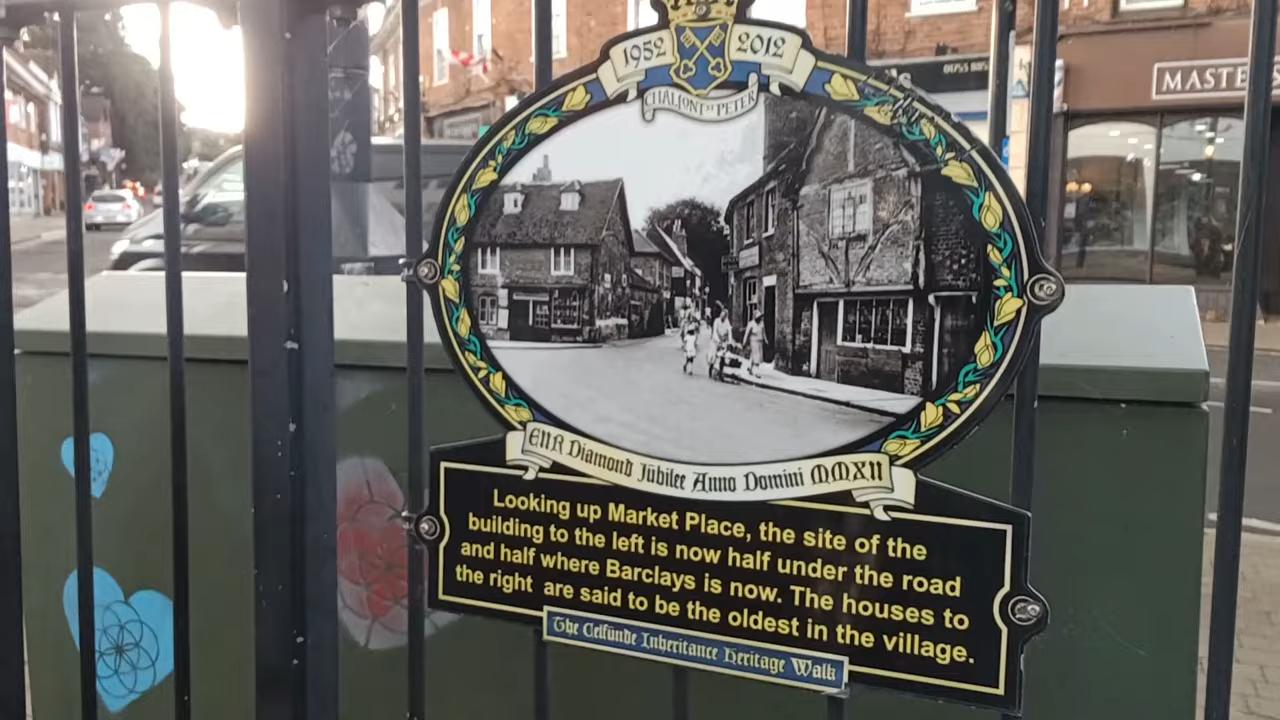 1952 2012
CHALFONT ST PETER
MASTE
EIIR Diamond Jubilee Anno Domini MMXII
Looking up Market Place, the site of the
building to the left is now half under the road
and half where Barclays is now. The houses to
the right are said to be the oldest in the village.
The Celfunde Inheritance Heritage Walk